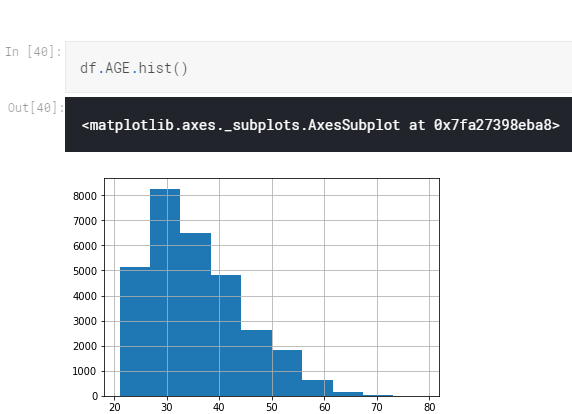 In [40]:
df.AGE.hist()
Out[40]:
<matplotlib.axes._subplots.AxesSubplot at 0x7fa27398eba8>
8000
7000
6000
5000
4000
3000
2000
1000
0
20 30 40 50 60 70 80